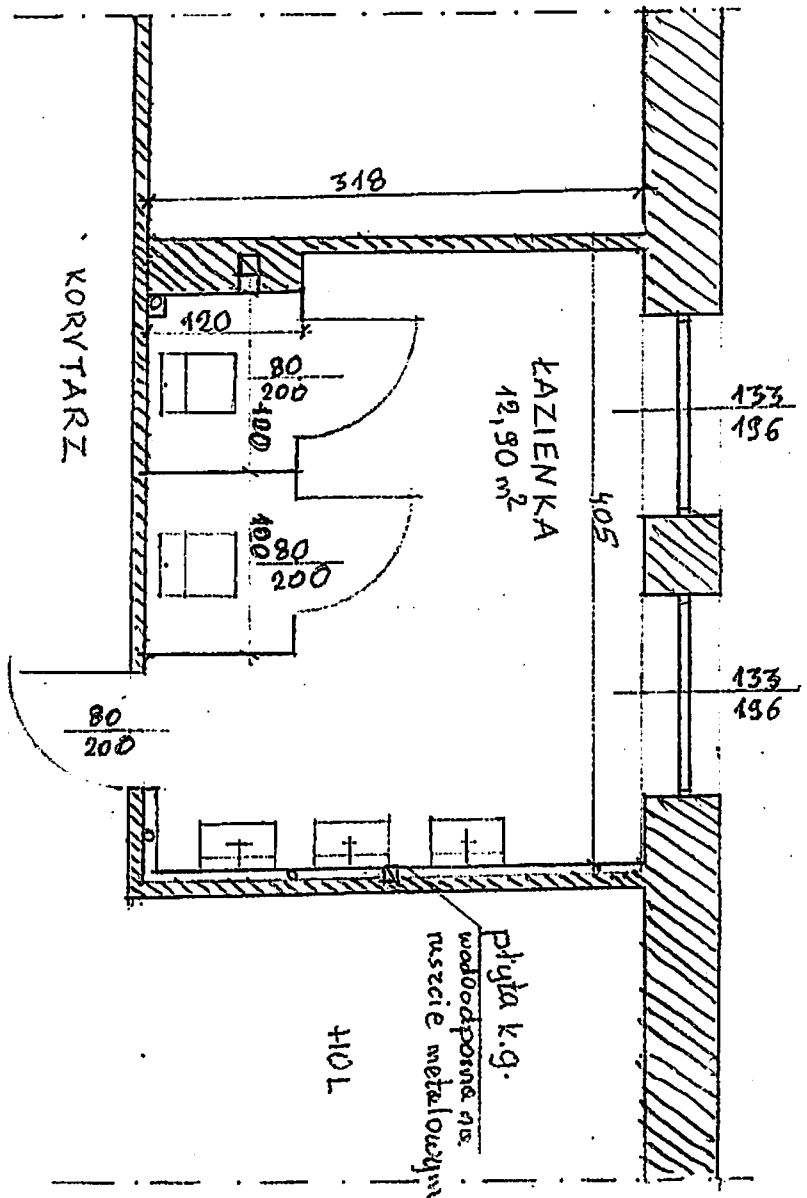 318
KORYTARZ
120
80
200
100
100
80
200
ŁAZIENKA
12,90 m²
405
133
196
133
196
80
200
płyta k.g.
wodoodporna na
ruszcie metalowym
HOL